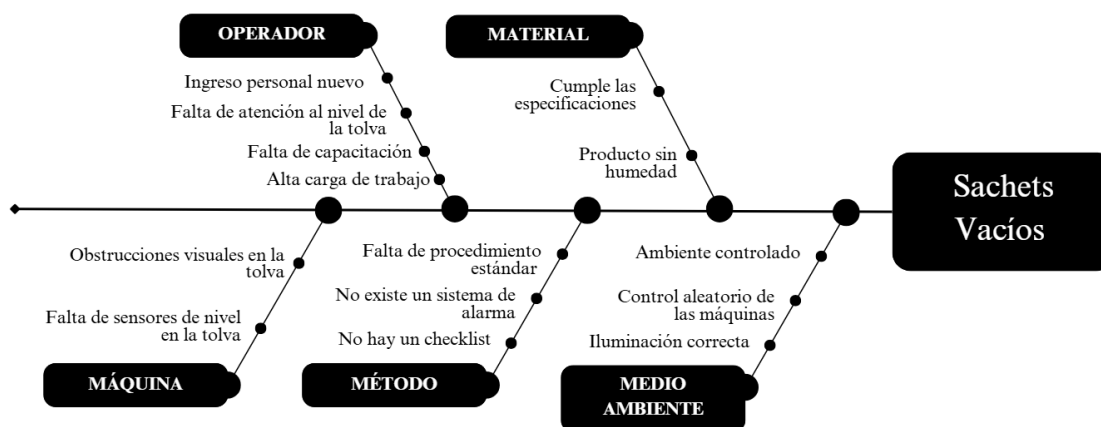 OPERADOR
Ingreso personal nuevo
Falta de atención al nivel de
la tolva
Falta de capacitación
Alta carga de trabajo
MATERIAL
Cumple las
especificaciones
Producto sin
humedad
Sachets
Vacíos
Obstrucciones visuales en la
tolva
Falta de sensores de nivel
en la tolva
MÁQUINA
Falta de procedimiento
estándar
No existe un sistema de
alarma
No hay un checklist
MÉTODO
Ambiente controlado
Control aleatorio de
las máquinas
Iluminación correcta
MEDIO
AMBIENTE